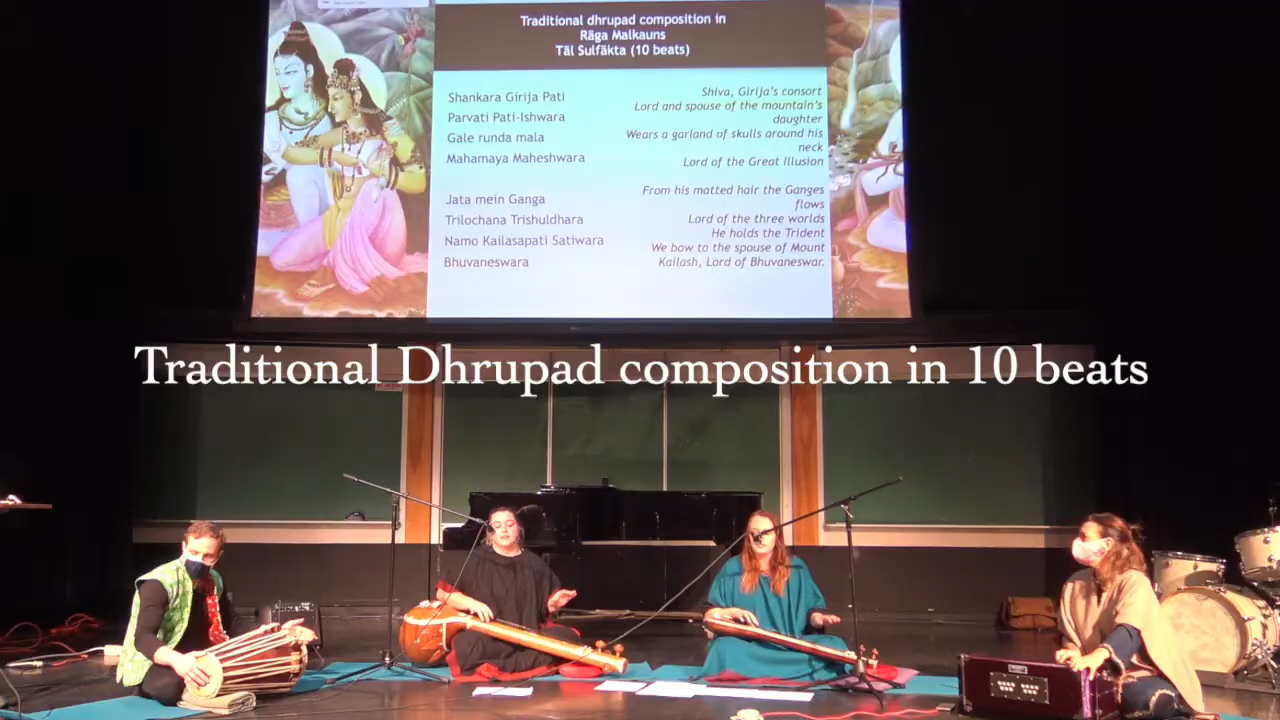 Traditional dhrupad composition in
Rāga Malkauns
Tāl Sulfākta (10 beats)
Shankara Girija Pati
Parvati Pati-Ishwara
Gale runda mala
Mahamaya Maheshwara
Jata mein Ganga
Trilochana Trishuldhara
Namo Kailasapati Satiwara
Bhuvaneswara
Shiva, Girija's consort
Lord and spouse of the mountain's
daughter
Wears a garland of skulls around his
neck
Lord of the Great Illusion
From his matted hair the Ganges
flows
Lord of the three worlds
He holds the Trident
We bow to the spouse of Mount
Kailash, Lord of Bhuvaneswar.
Traditional Dhrupad composition in 10 beats